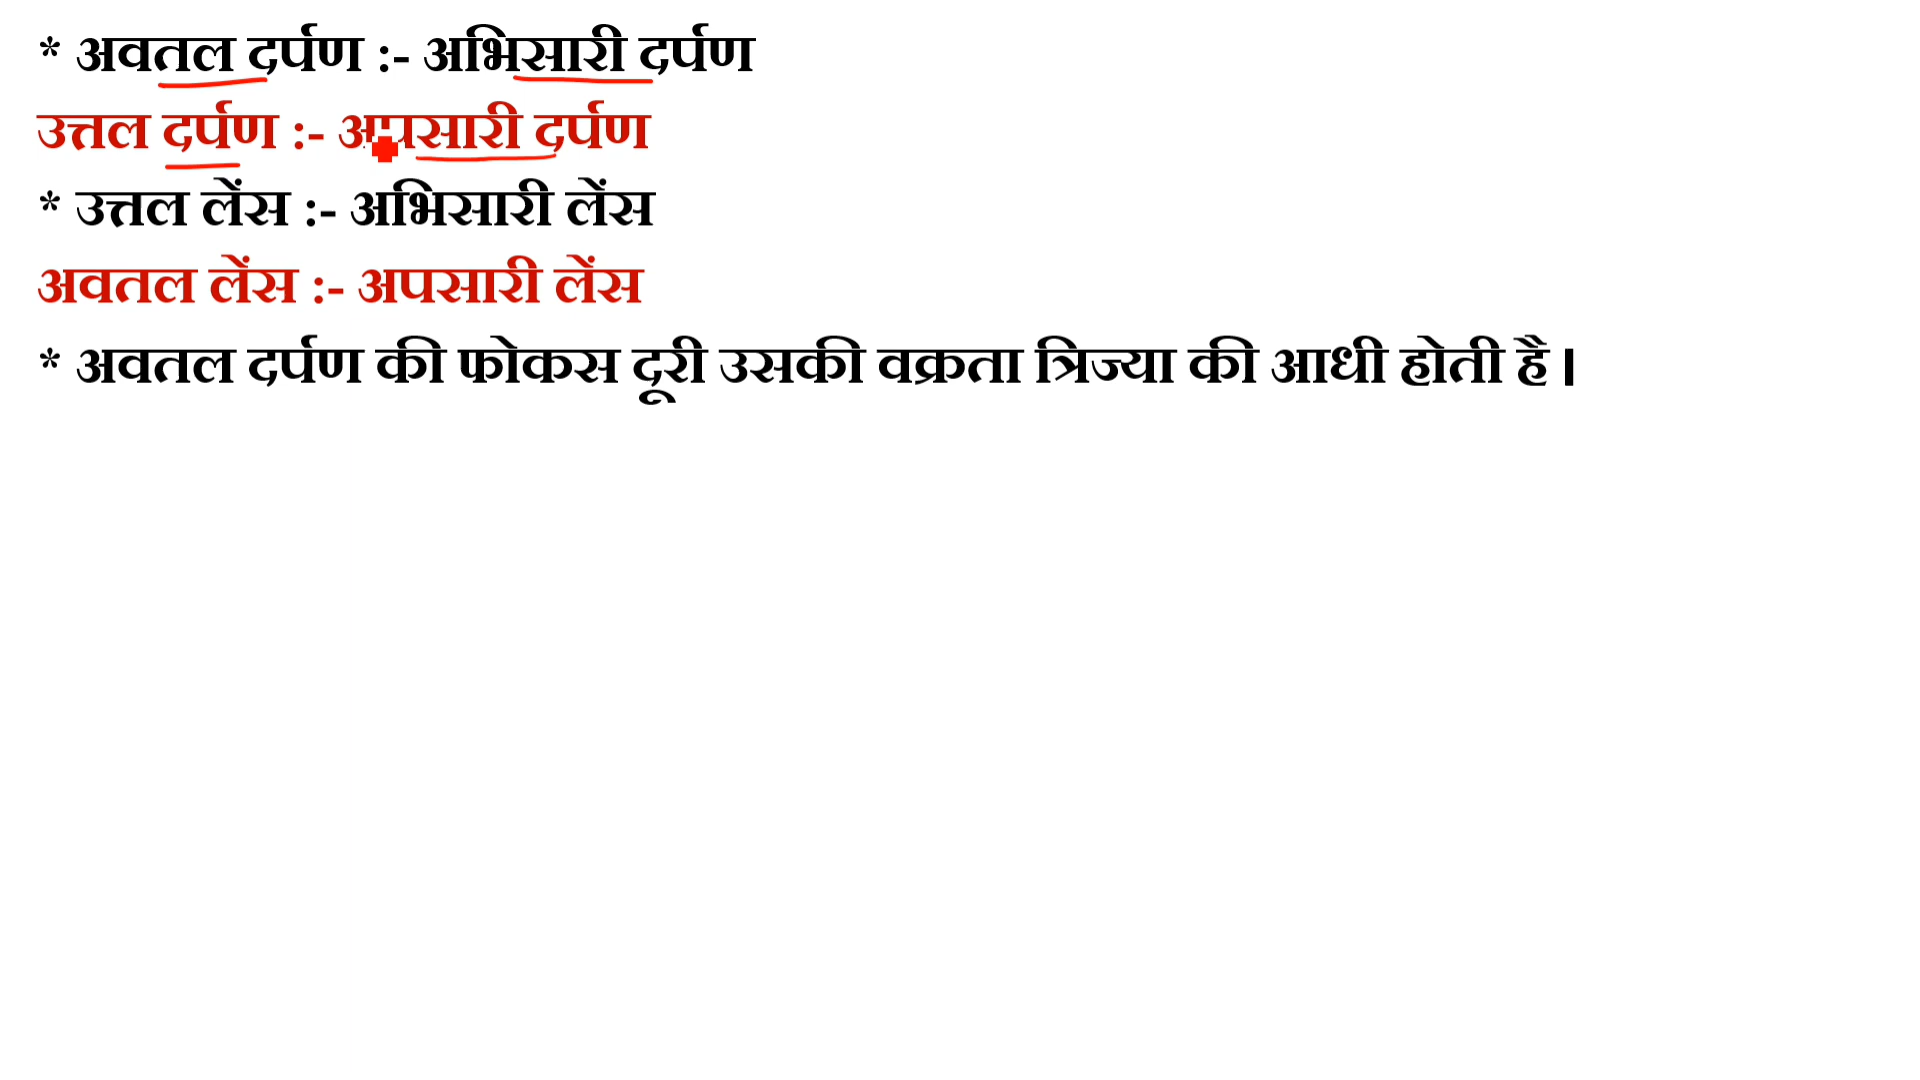 * अवतल दर्पण :- अभिसारी दर्पण
उत्तल दर्पण :- अपसारी दर्पण
* उत्तल लेंस :- अभिसारी लेंस
अवतल लेंस :- अपसारी लेंस
* अवतल दर्पण की फोकस दूरी उसकी वक्रता त्रिज्या की आधी होती है ।